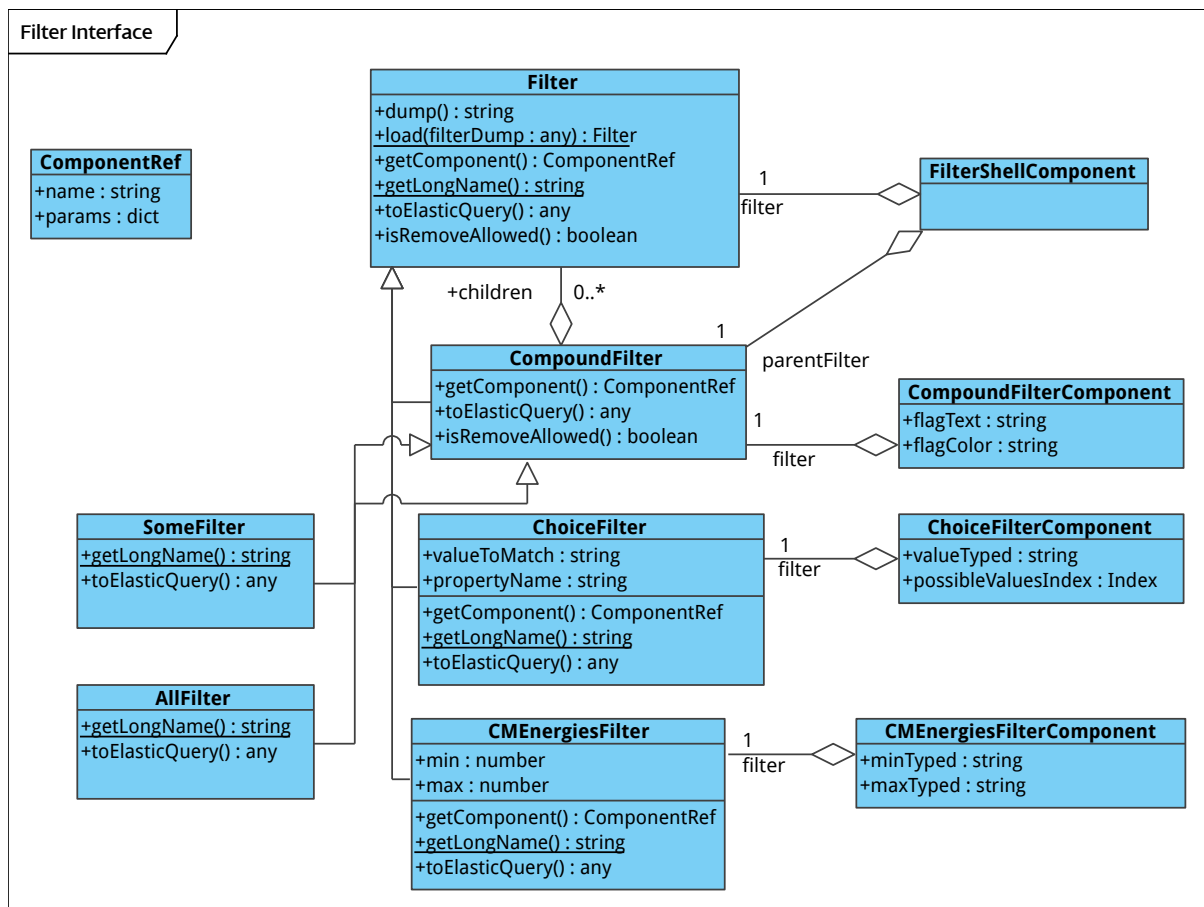 Filter Interface
Filter
+dump() : string
+load(filterDump : any) : Filter
+getComponent() : ComponentRef
+getLongName() : string
+toElasticQuery() : any
+isRemoveAllowed() : boolean
ComponentRef
+name : string
+params : dict
FilterShellComponent
1
filter
+children
0..*
1
parentFilter
CompoundFilter
+getComponent() : ComponentRef
+toElasticQuery() : any
+isRemoveAllowed() : boolean
1
filter
CompoundFilterComponent
+flagText : string
+flagColor : string
SomeFilter
+getLongName() : string
+toElasticQuery() : any
ChoiceFilter
+valueToMatch : string
+propertyName : string
+getComponent() : ComponentRef
+getLongName() : string
+toElasticQuery() : any
1
filter
ChoiceFilterComponent
+valueTyped : string
+possibleValuesIndex : Index
AllFilter
+getLongName() : string
+toElasticQuery() : any
CMEnergiesFilter
+min : number
+max : number
+getComponent() : ComponentRef
+getLongName() : string
+toElasticQuery() : any
1
filter
CMEnergiesFilterComponent
+minTyped : string
+maxTyped : string